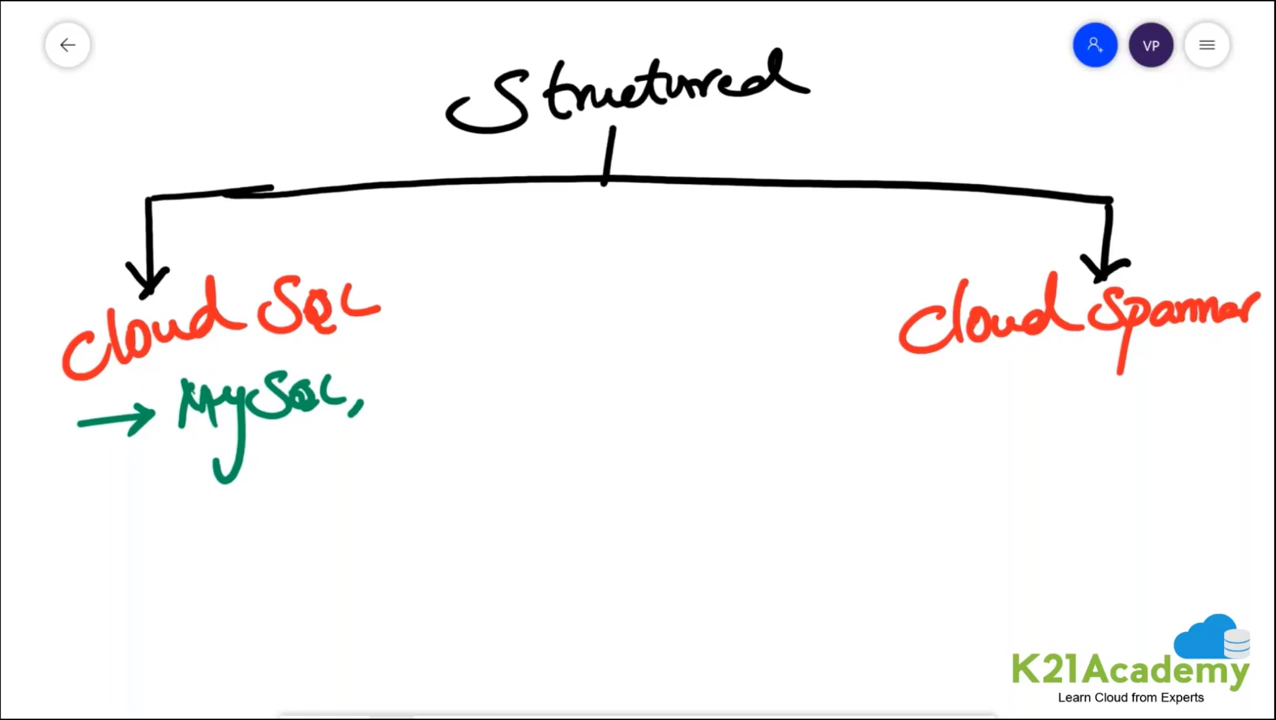 VP
Structured
Cloud SQL
Cloud Spanner
→ MySQL,
K21Academy
Learn Cloud from Experts